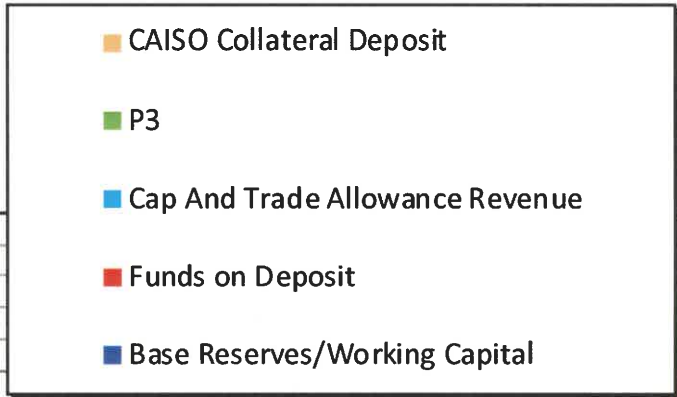 CAISO Collateral Deposit
P3
Cap And Trade Allowance Revenue
Funds on Deposit
Base Reserves/Working Capital